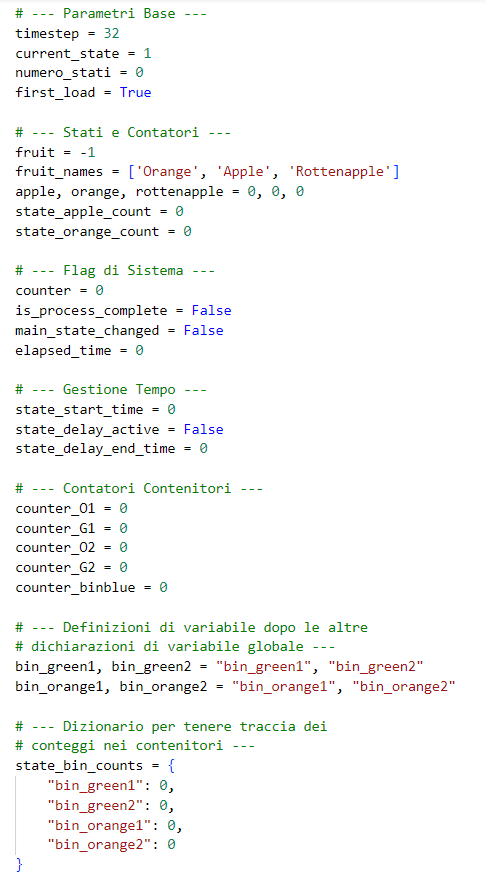 # --- Parametri Base ---
timestep = 32
current_state = 1
numero_stati = 0
first_load = True
# --- Stati e Contatori ---
fruit = -1
fruit_names = ['Orange', 'Apple', 'Rottenapple']
apple, orange, rottenapple = 0, 0, 0
state_apple_count = 0
state_orange_count = 0
# --- Flag di Sistema ---
counter = 0
is_process_complete = False
main_state_changed = False
elapsed_time = 0
# --- Gestione Tempo ---
state_start_time = 0
state_delay_active = False
state_delay_end_time = 0
# --- Contatori Contenitori ---
counter_O1 = 0
counter_G1 = 0
counter_O2 = 0
counter_G2 = 0
counter_binblue = 0
# --- Definizioni di variabile dopo le altre
# dichiarazioni di variabile globale ---
bin_green1, bin_green2 = "bin_green1", "bin_green2"
bin_orange1, bin_orange2 = "bin_orange1", "bin_orange2"
# --- Dizionario per tenere traccia dei
# conteggi nei contenitori ---
state_bin_counts = {
    "bin_green1": 0,
    "bin_green2": 0,
    "bin_orange1": 0,
    "bin_orange2": 0
}